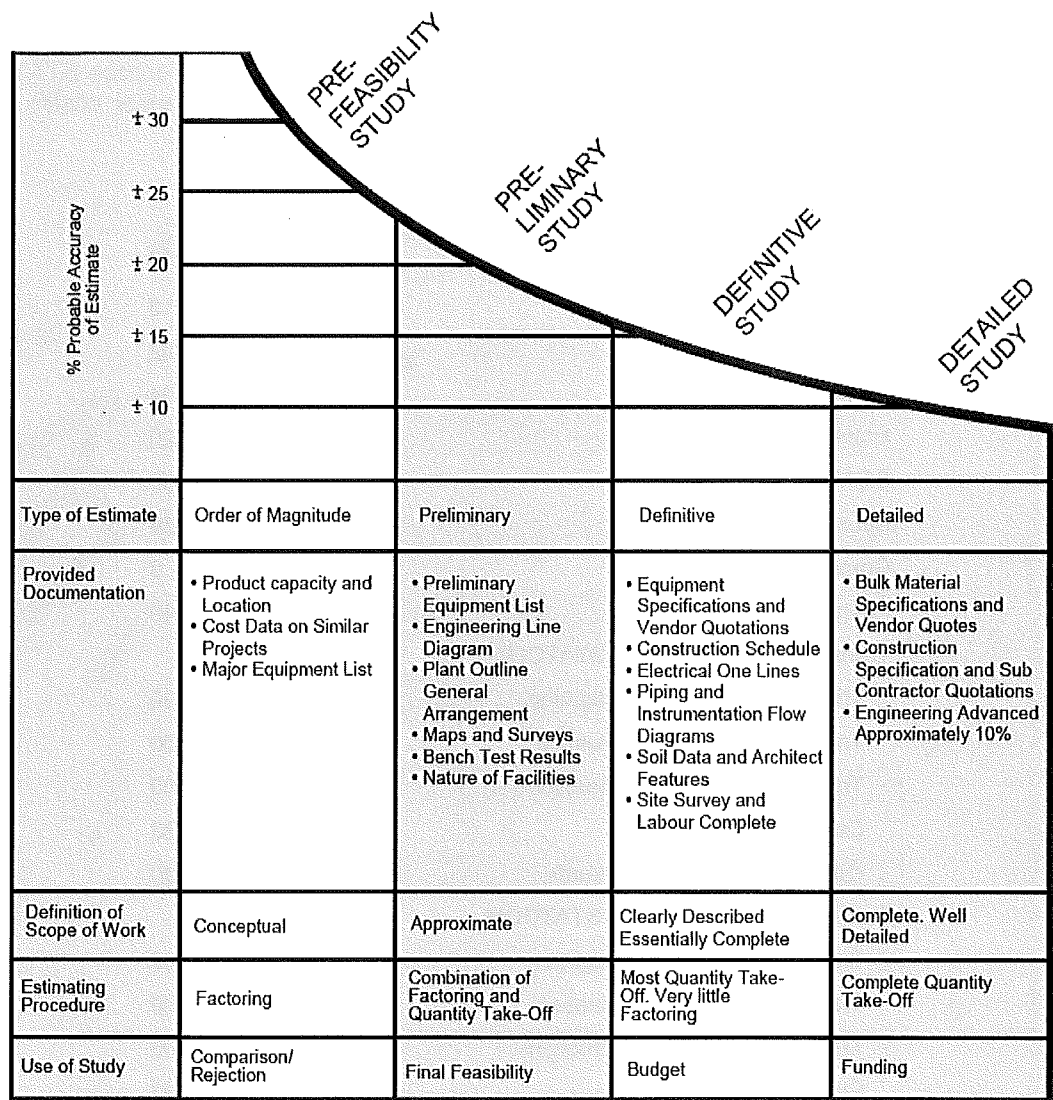 PRE-
FEASIBILITY
STUDY
PRE-
LIMINARY
STUDY
DEFINITIVE
STUDY
DETAILED
STUDY
% Probable Accuracy
of Estimate
± 30
± 25
± 20
± 15
± 10
Type of Estimate
Order of Magnitude
Preliminary
Definitive
Detailed
Provided
Documentation
• Product capacity and
Location
• Cost Data on Similar
Projects
• Major Equipment List
• Preliminary
Equipment List
• Engineering Line
Diagram
• Plant Outline
General
Arrangement
• Maps and Surveys
• Bench Test Results
• Nature of Facilities
• Equipment
Specifications and
Vendor Quotations
• Construction Schedule
• Electrical One Lines
• Piping and
Instrumentation Flow
Diagrams
• Soil Data and Architect
Features
• Site Survey and
Labour Complete
• Bulk Material
Specifications and
Vendor Quotes
• Construction
Specification and Sub
Contractor Quotations
• Engineering Advanced
Approximately 10%
Definition of
Scope of Work
Conceptual
Approximate
Clearly Described
Essentially Complete
Complete. Well
Detailed
Estimating
Procedure
Factoring
Combination of
Factoring and
Quantity Take-Off
Most Quantity Take-
Off. Very little
Factoring
Complete Quantity
Take-Off
Use of Study
Comparison/
Rejection
Final Feasibility
Budget
Funding